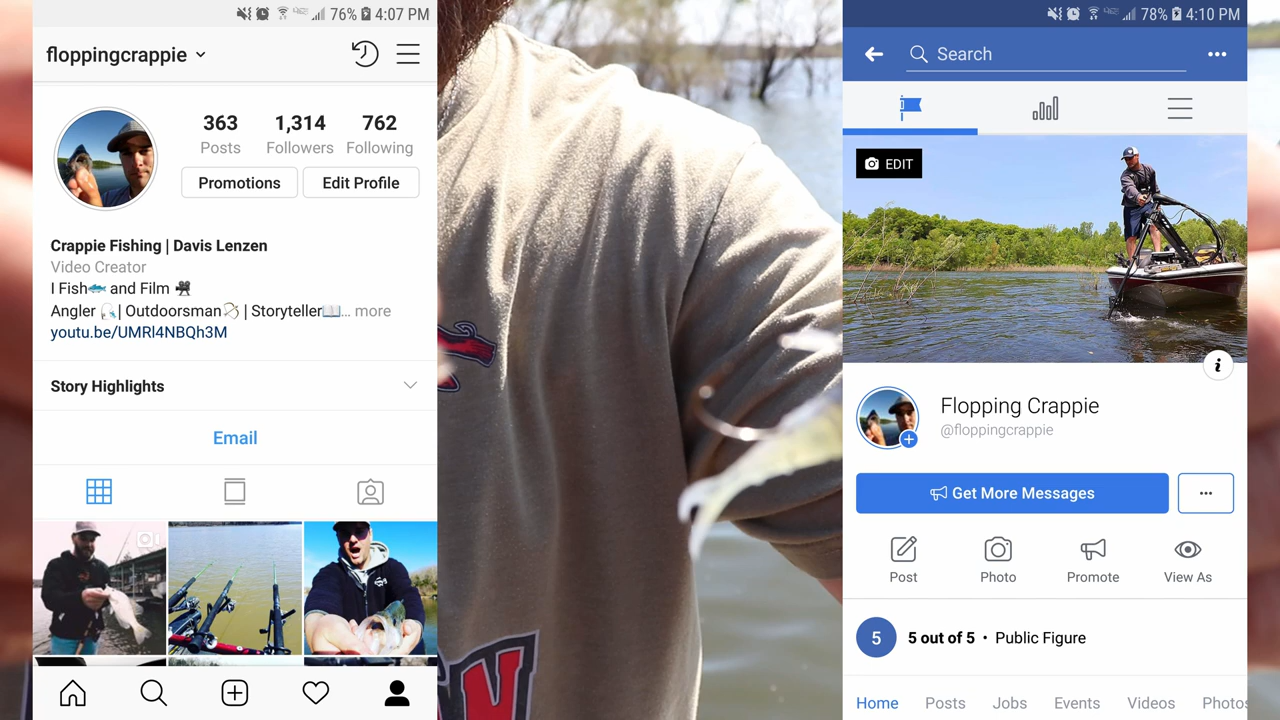 76% 4:07 PM
floppingcrappie
363 1,314 762
Posts Followers Following
Promotions Edit Profile
Crappie Fishing | Davis Lenzen
Video Creator
I Fish🐟 and Film 🎥
Angler 🎣| Outdoorsman🏹 | Storyteller📖... more
youtu.be/UMRl4NBQh3M
Story Highlights
Email
78% 4:10 PM
Search
EDIT
Flopping Crappie
@floppingcrappie
Get More Messages
Post Photo Promote View As
5 5 out of 5 • Public Figure
Home Posts Jobs Events Videos Photos